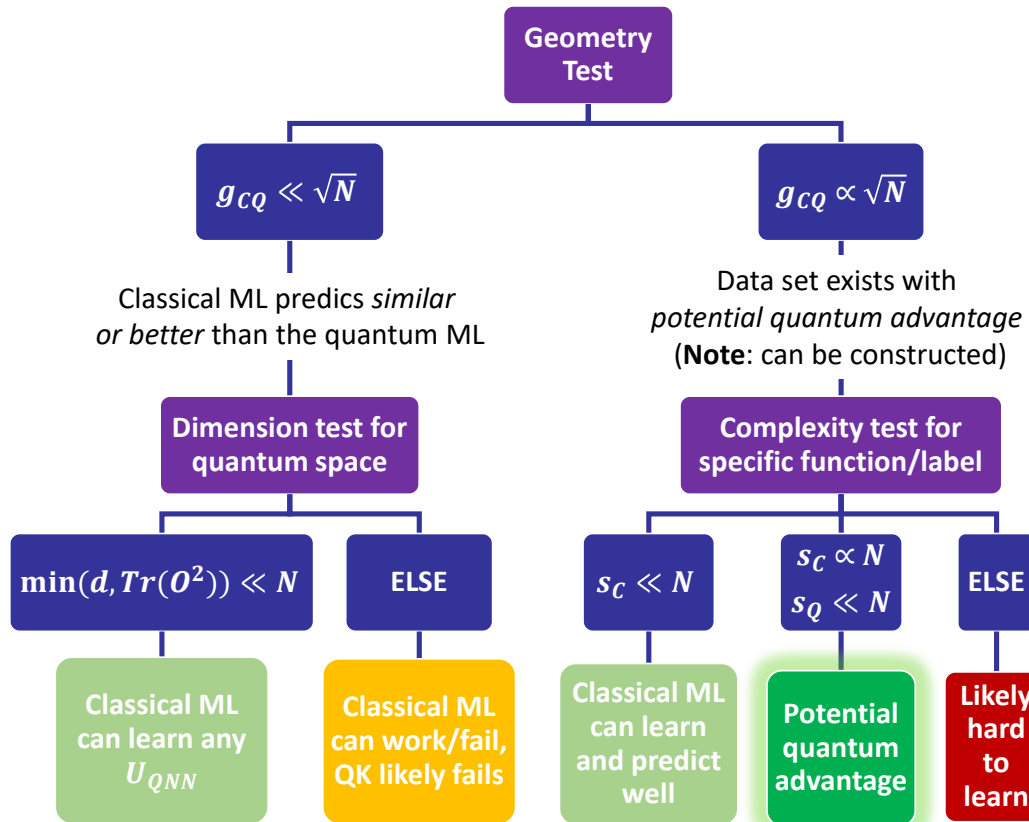 Geometry
Test
g_CQ ≪ √N
g_CQ ∝ √N
Classical ML predics similar
or better than the quantum ML
Data set exists with
potential quantum advantage
(Note: can be constructed)
Dimension test for
quantum space
Complexity test for
specific function/label
min(d, Tr(O²)) ≪ N
ELSE
s_C ≪ N
s_C ∝ N
s_Q ≪ N
ELSE
Classical ML
can learn any
U_QNN
Classical ML
can work/fail,
QK likely fails
Classical ML
can learn
and predict
well
Potential
quantum
advantage
Likely
hard
to
learn